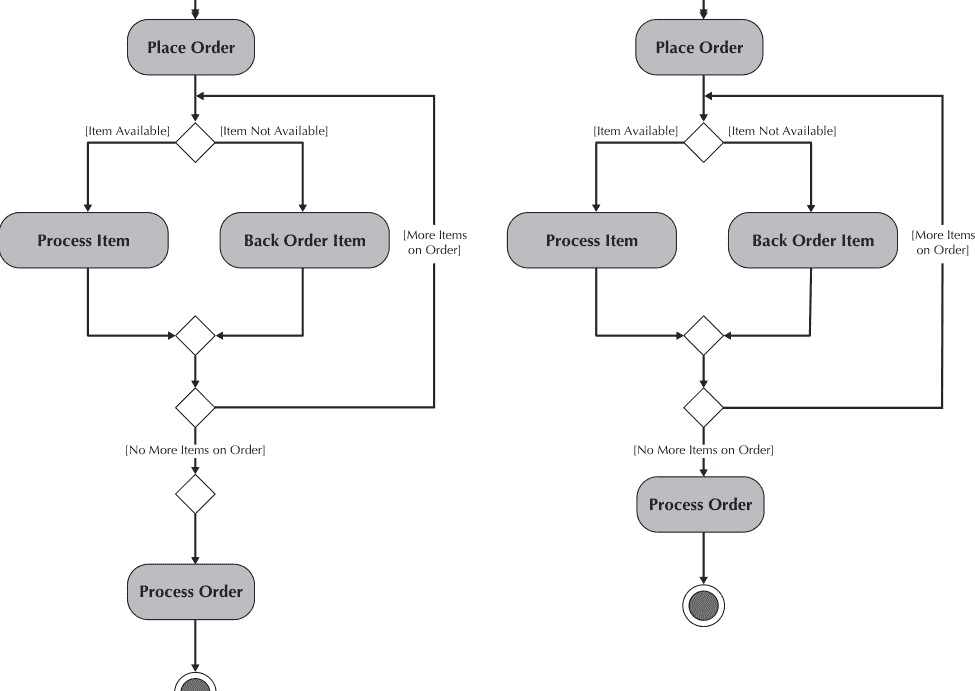 Place Order
[Item Available]
[Item Not Available]
Process Item
Back Order Item
[More Items
on Order]
[No More Items on Order]
Process Order
Place Order
[Item Available]
[Item Not Available]
Process Item
Back Order Item
[More Items
on Order]
[No More Items on Order]
Process Order